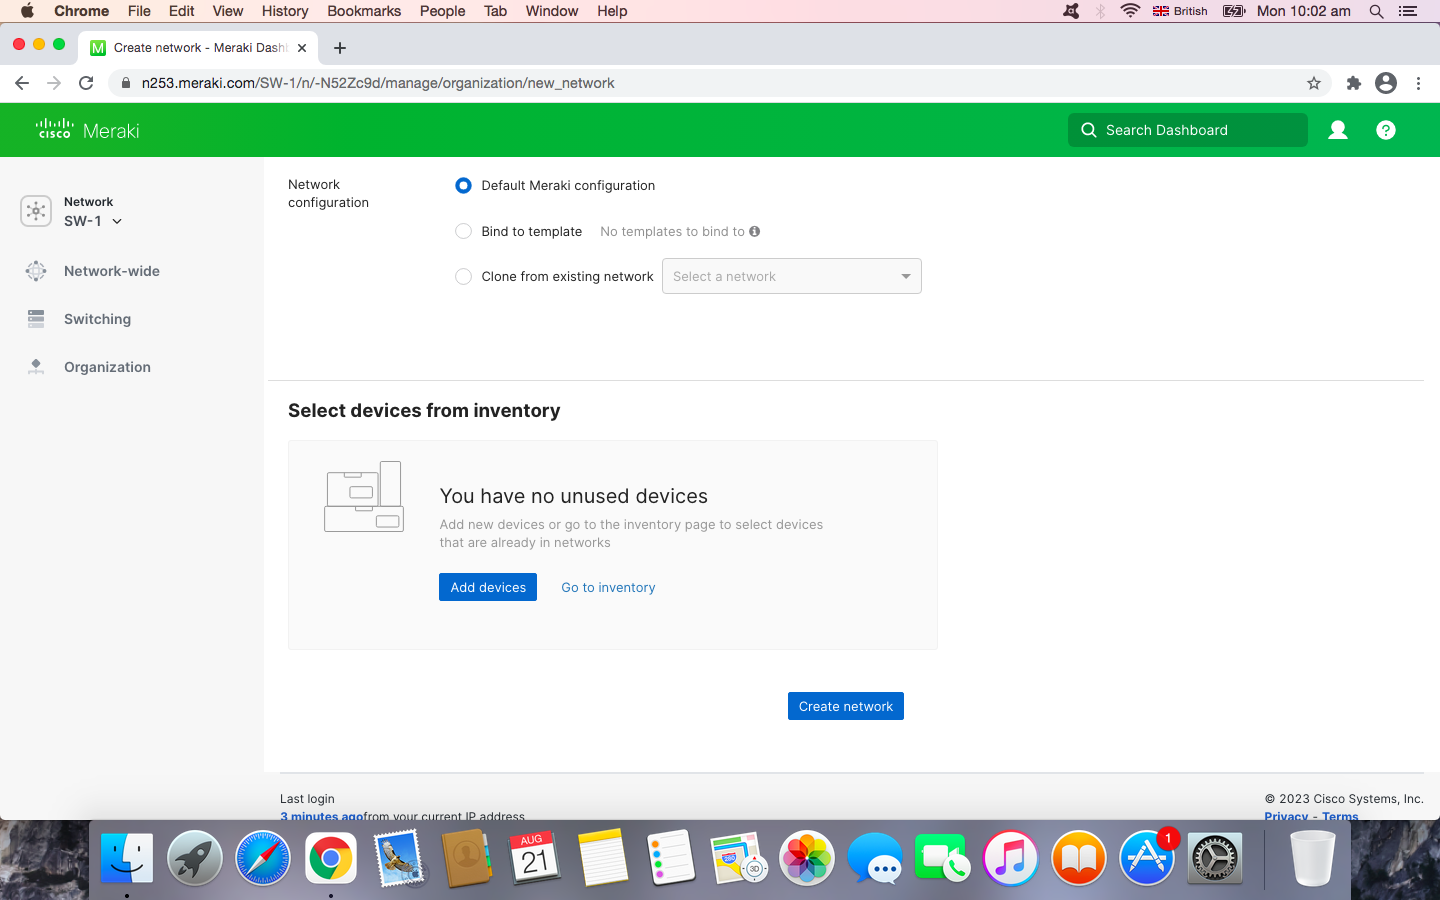 Chrome File Edit View History Bookmarks People Tab Window Help British Mon 10:02 am
M Create network - Meraki Dash
n253.meraki.com/SW-1/n/-N52Zc9d/manage/organization/new_network
CISCO Meraki Search Dashboard ?
Network
SW-1
Network-wide
Switching
Organization
Network
configuration
Default Meraki configuration
Bind to template No templates to bind to
Clone from existing network Select a network
Select devices from inventory
You have no unused devices
Add new devices or go to the inventory page to select devices
that are already in networks
Add devices Go to inventory
Create network
Last login
3 minutes agofrom your current IP address
© 2023 Cisco Systems, Inc.
Privacy - Terms
AUG
21
280
3D
1